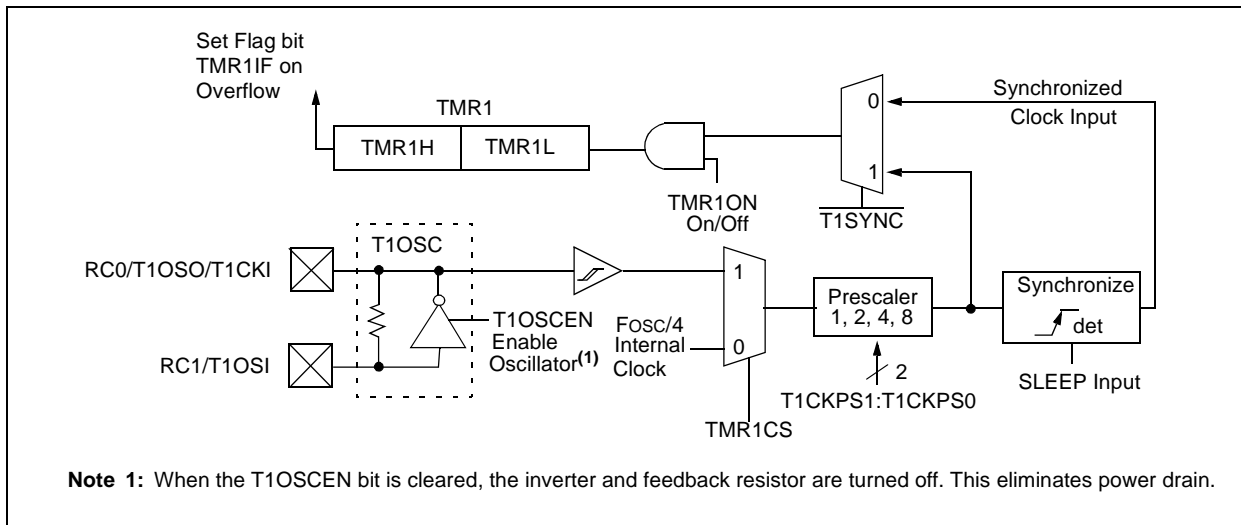 Set Flag bit
TMR1IF on
Overflow
TMR1
TMR1H
TMR1L
TMR1ON
On/Off
0
1
T1SYNC
Synchronized
Clock Input
T1OSC
RC0/T1OSO/T1CKI
RC1/T1OSI
T1OSCEN
Enable
Oscillator(1)
FOSC/4
Internal
Clock
1
0
TMR1CS
Prescaler
1, 2, 4, 8
2
T1CKPS1:T1CKPS0
Synchronize
det
SLEEP Input
Note 1: When the T1OSCEN bit is cleared, the inverter and feedback resistor are turned off. This eliminates power drain.